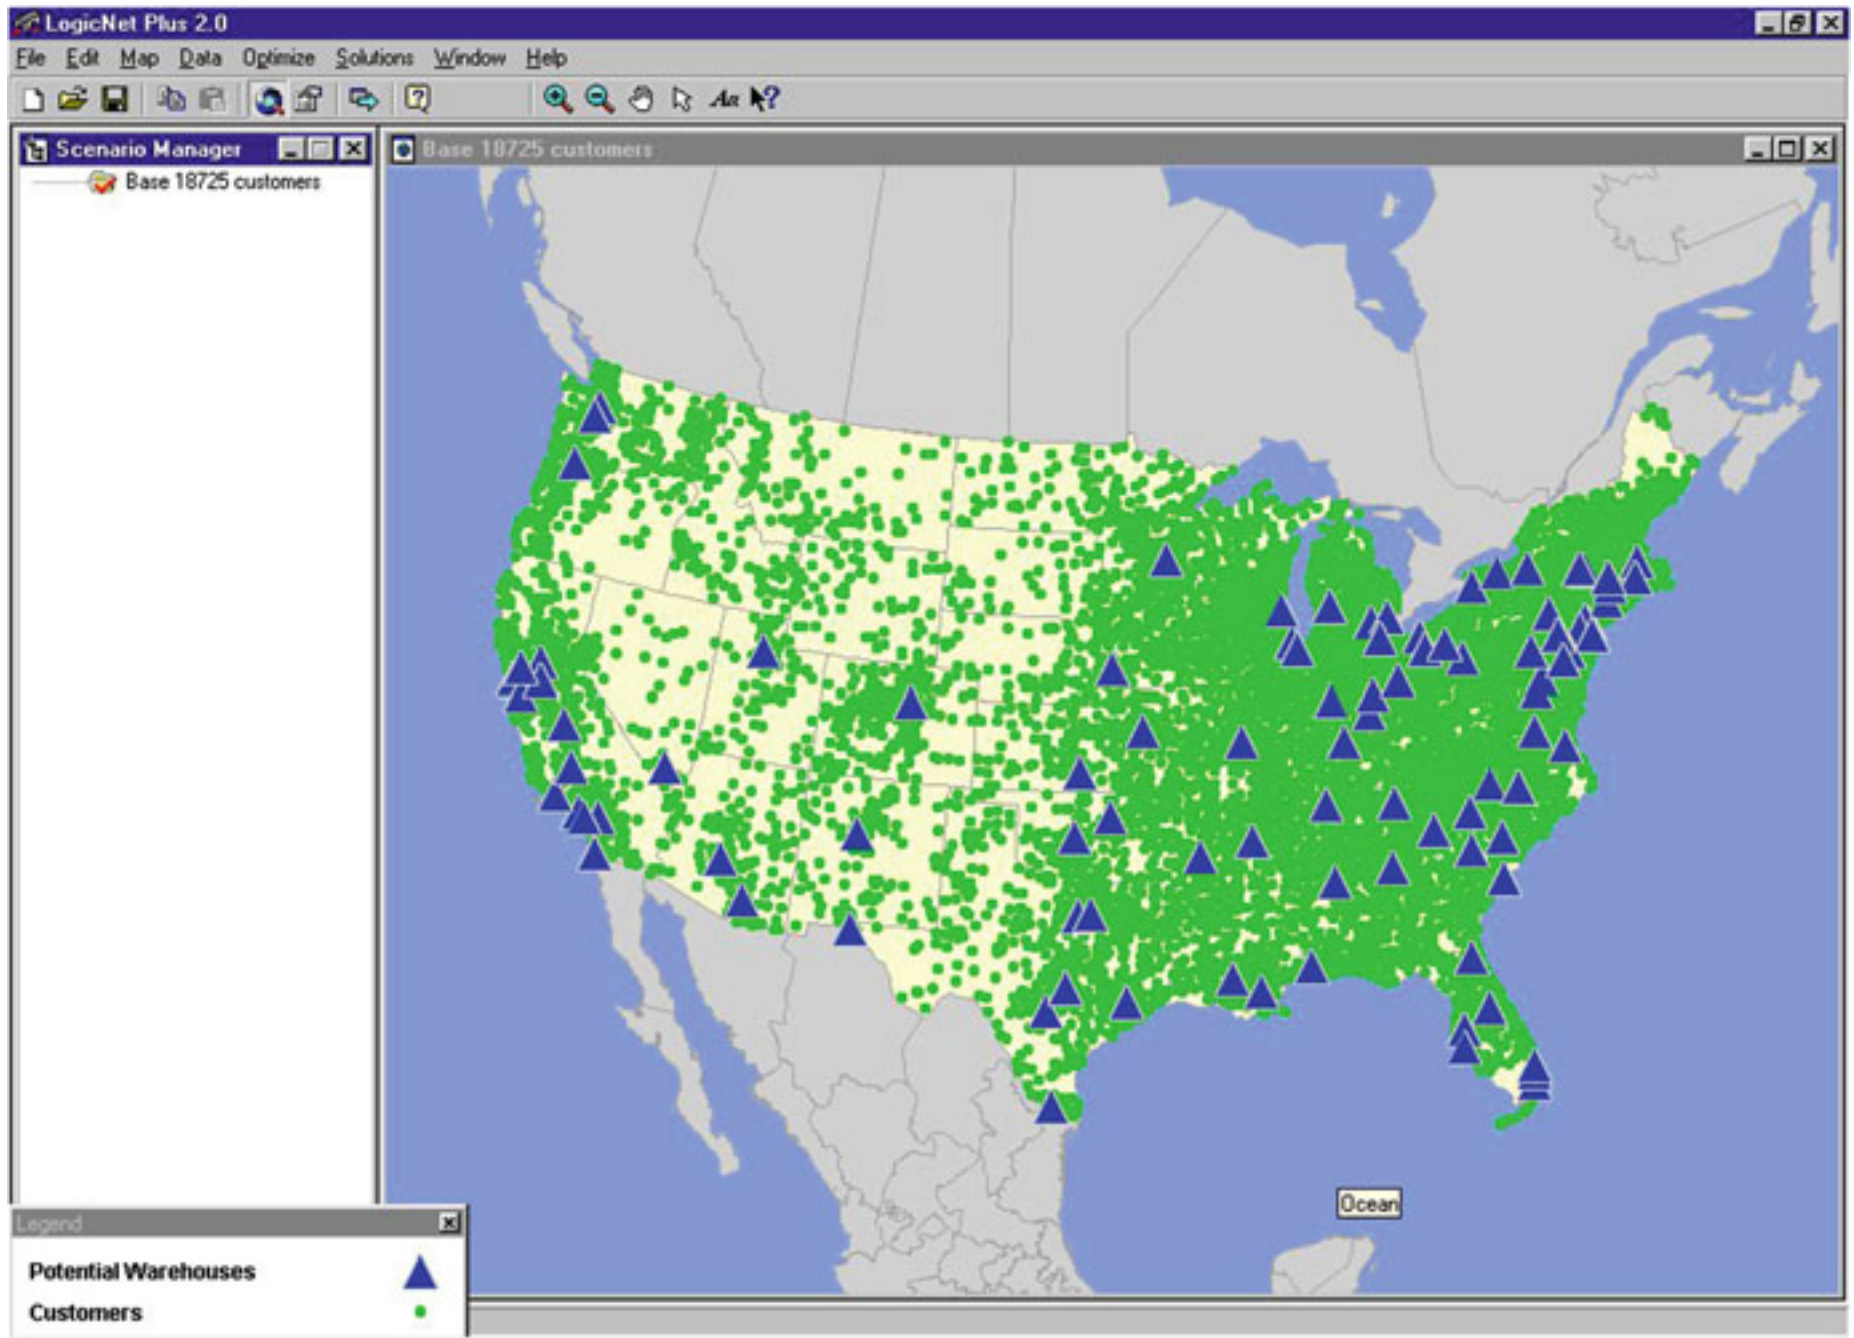 LogicNet Plus 2.0
File Edit Map Data Optimize Solutions Window Help
Aa ?
Scenario Manager
Base 18725 customers
Base 18725 customers
Ocean
Legend
Potential Warehouses
Customers